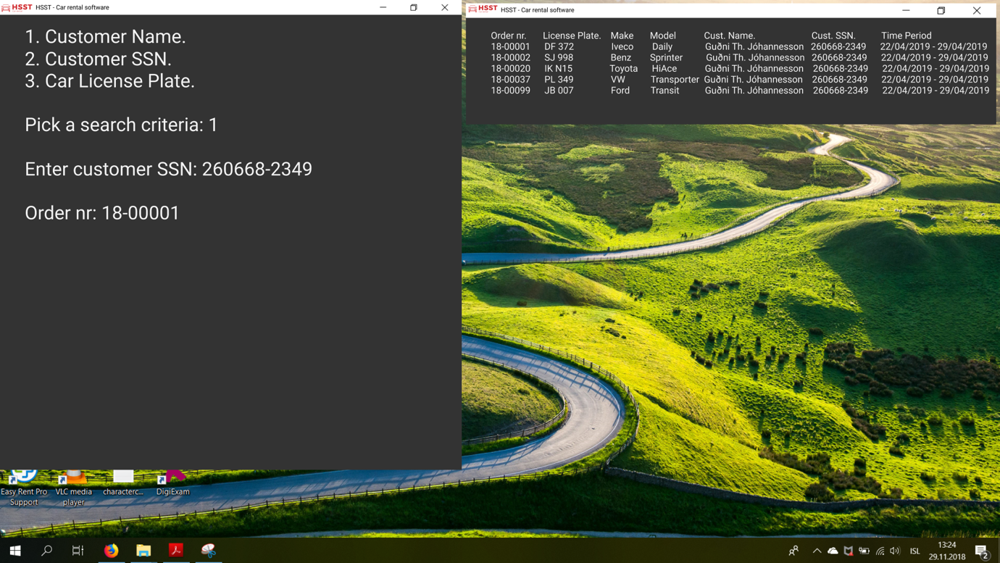 HSST HSST - Car rental software
1. Customer Name.
2. Customer SSN.
3. Car License Plate.
Pick a search criteria: 1
Enter customer SSN: 260668-2349
Order nr: 18-00001
HSST HSST - Car rental software
Order nr. License Plate. Make Model Cust. Name. Cust. SSN. Time Period
18-00001 DF 372 Iveco Daily Guðni Th. Jóhannesson 260668-2349 22/04/2019 - 29/04/2019
18-00002 SJ 998 Benz Sprinter Guðni Th. Jóhannesson 260668-2349 22/04/2019 - 29/04/2019
18-00020 IK N15 Toyota HiAce Guðni Th. Jóhannesson 260668-2349 22/04/2019 - 29/04/2019
18-00037 PL 349 VW Transporter Guðni Th. Jóhannesson 260668-2349 22/04/2019 - 29/04/2019
18-00099 JB 007 Ford Transit Guðni Th. Jóhannesson 260668-2349 22/04/2019 - 29/04/2019
Easy Rent Pro Support
VLC media player
characterc...
DigiExam
ISL
13:24
29.11.2018
2